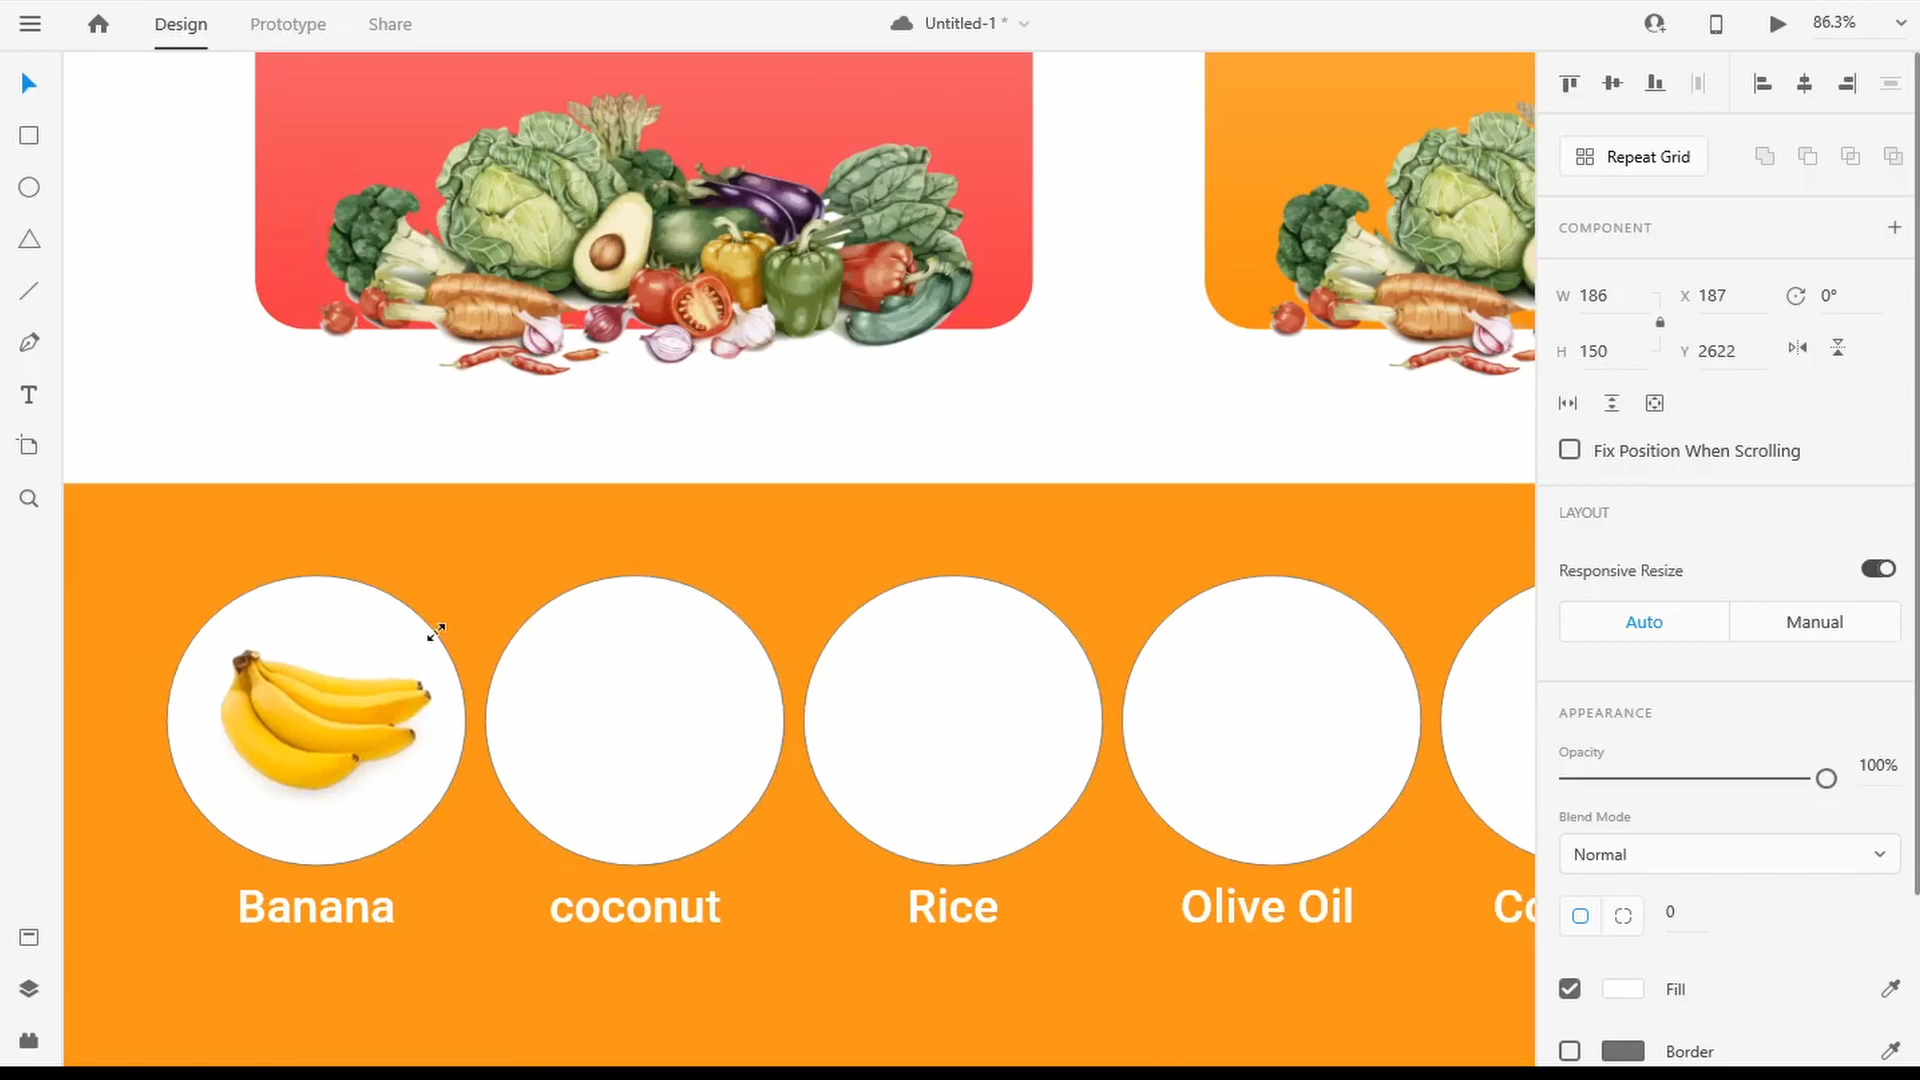 Design Prototype Share Untitled-1 * 86.3%
Repeat Grid
COMPONENT +
W 186 X 187 0°
H 150 Y 2622
Fix Position When Scrolling
LAYOUT
Responsive Resize
Auto Manual
APPEARANCE
Opacity
100%
Blend Mode
Normal
0
Fill
Border
T
Banana coconut Rice Olive Oil Co